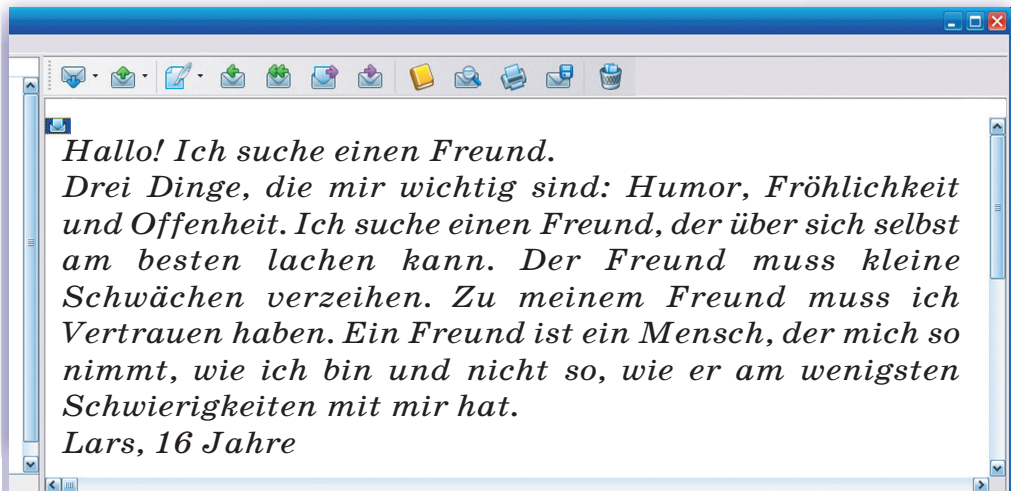 Hallo! Ich suche einen Freund.
Drei Dinge, die mir wichtig sind: Humor, Fröhlichkeit
und Offenheit. Ich suche einen Freund, der über sich selbst
am besten lachen kann. Der Freund muss kleine
Schwächen verzeihen. Zu meinem Freund muss ich
Vertrauen haben. Ein Freund ist ein Mensch, der mich so
nimmt, wie ich bin und nicht so, wie er am wenigsten
Schwierigkeiten mit mir hat.
Lars, 16 Jahre